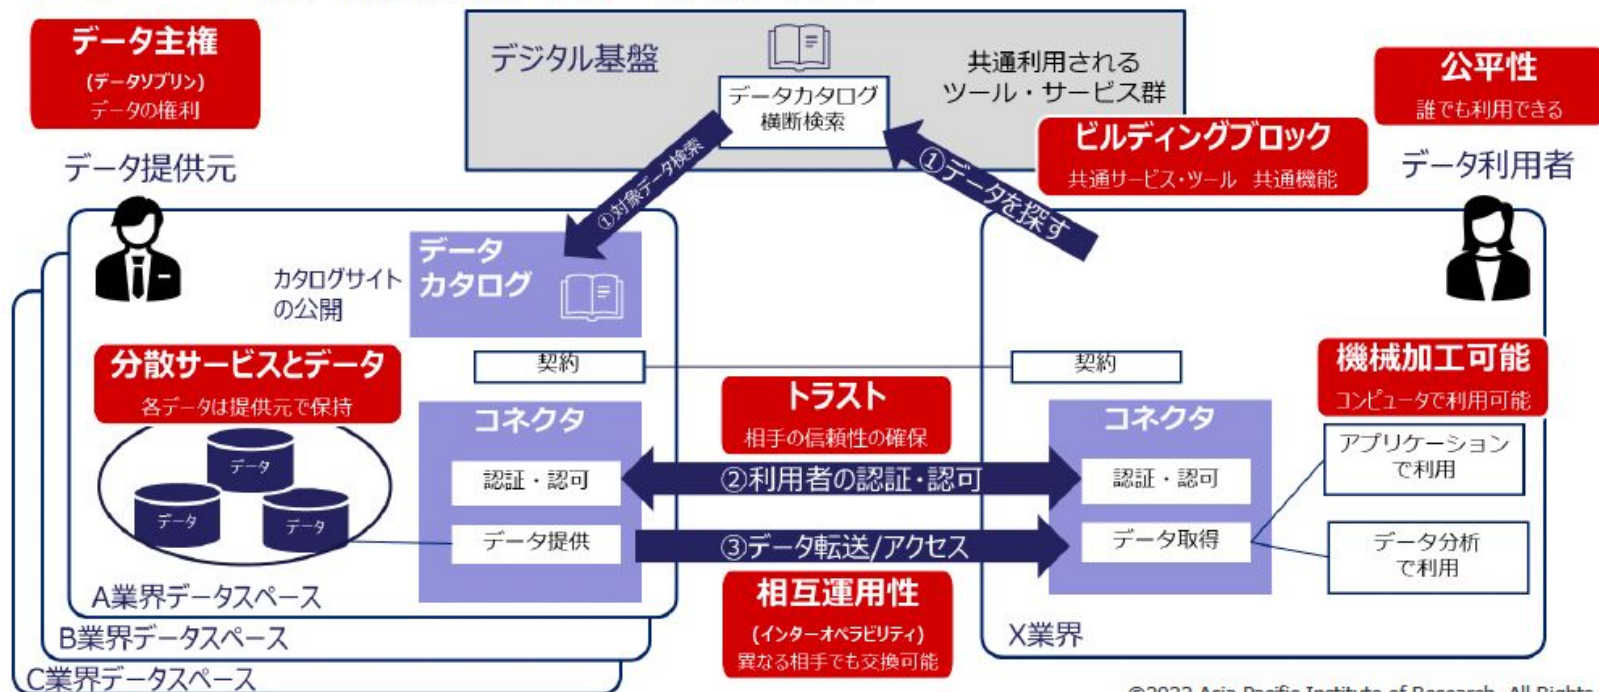 データ主権
(データソブリン)
データの権利
デジタル基盤
データカタログ
横断検索
共通利用される
ツール・サービス群
公平性
誰でも利用できる
ビルディングブロック
共通サービス・ツール 共通機能
データ提供元
データ利用者
①対象データ検索
①データを探す
カタログサイト
の公開
データ
カタログ
分散サービスとデータ
各データは提供元で保持
契約
契約
トラスト
相手の信頼性の確保
機械加工可能
コンピュータで利用可能
コネクタ
コネクタ
データ
データ
データ
認証・認可
②利用者の認証・認可
認証・認可
アプリケーション
で利用
データ提供
③データ転送/アクセス
データ取得
データ分析
で利用
相互運用性
(インターオペラビリティ)
異なる相手でも交換可能
A業界データスペース
B業界データスペース
C業界データスペース
X業界